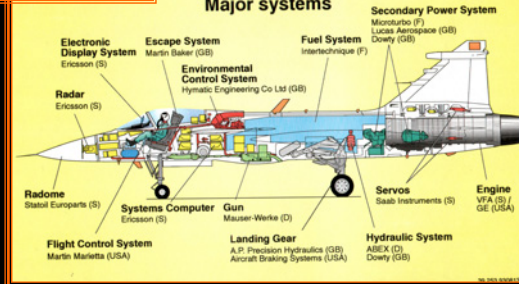 Major systems
Secondary Power System
Microturbo (F)
Lucas Aerospace (GB)
Dowty (GB)
Electronic
Display System
Ericsson (S)
Escape System
Martin Baker (GB)
Fuel System
Intertechnique (F)
Environmental
Control System
Hymatic Engineering Co Ltd (GB)
Radar
Ericsson (S)
Radome
Statoil Europarts (S)
Systems Computer
Ericsson (S)
Gun
Mauser-Werke (D)
Servos
Saab Instruments (S)
Engine
VFA (S) /
GE (USA)
Flight Control System
Martin Marietta (USA)
Landing Gear
A.P. Precision Hydraulics (GB)
Aircraft Braking Systems (USA)
Hydraulic System
ABEX (D)
Dowty (GB)